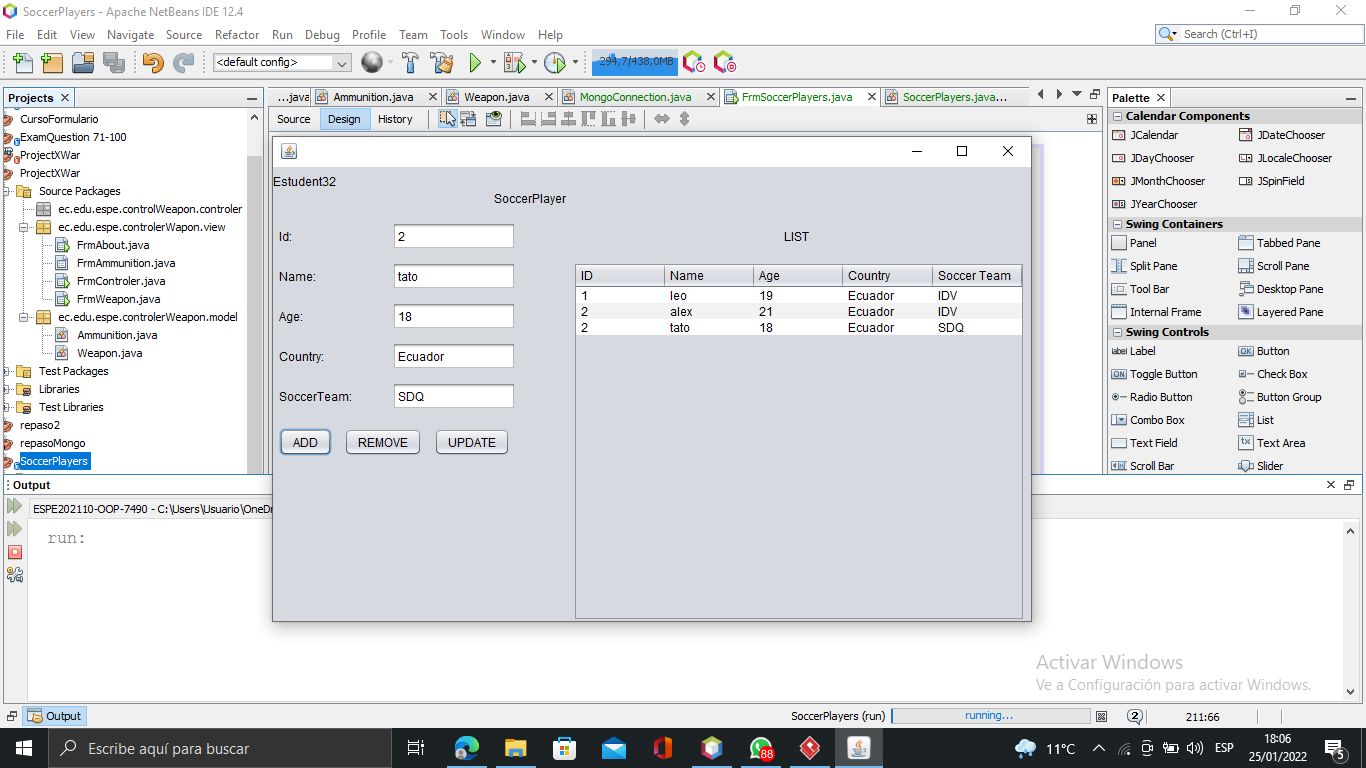 SoccerPlayers - Apache NetBeans IDE 12.4
File Edit View Navigate Source Refactor Run Debug Profile Team Tools Window Help
Search (Ctrl+I)
<default config>
294,7/438,0MB
Projects
...java
Ammunition.java
Weapon.java
MongoConnection.java
FrmSoccerPlayers.java
SoccerPlayers.java...
Palette
Source Design History
CursoFormulario
ExamQuestion 71-100
ProjectXWar
ProjectXWar
Source Packages
ec.edu.espe.controlWeapon.controler
ec.edu.espe.controlerWapon.view
FrmAbout.java
FrmAmmunition.java
FrmControler.java
FrmWeapon.java
ec.edu.espe.controlerWeapon.model
Ammunition.java
Weapon.java
Test Packages
Libraries
Test Libraries
repaso2
repasoMongo
SoccerPlayers
Estudent32
SoccerPlayer
Id: 2
LIST
Name: tato
Age: 18
Country: Ecuador
SoccerTeam: SDQ
ADD REMOVE UPDATE
ID Name Age Country Soccer Team
1 leo 19 Ecuador IDV
2 alex 21 Ecuador IDV
2 tato 18 Ecuador SDQ
Calendar Components
JCalendar JDateChooser
JDayChooser JLocaleChooser
JMonthChooser JSpinField
JYearChooser
Swing Containers
Panel Tabbed Pane
Split Pane Scroll Pane
Tool Bar Desktop Pane
Internal Frame Layered Pane
Swing Controls
label Label OK Button
ON Toggle Button Check Box
Radio Button Button Group
Combo Box List
Text Field Text Area
Scroll Bar Slider
Output
ESPE202110-OOP-7490 - C:\Users\Usuario\OneDr
run:
Activar Windows
Ve a Configuración para activar Windows.
Output
SoccerPlayers (run) running... 2 211:66
Escribe aquí para buscar
88
11°C
ESP
18:06
25/01/2022
5